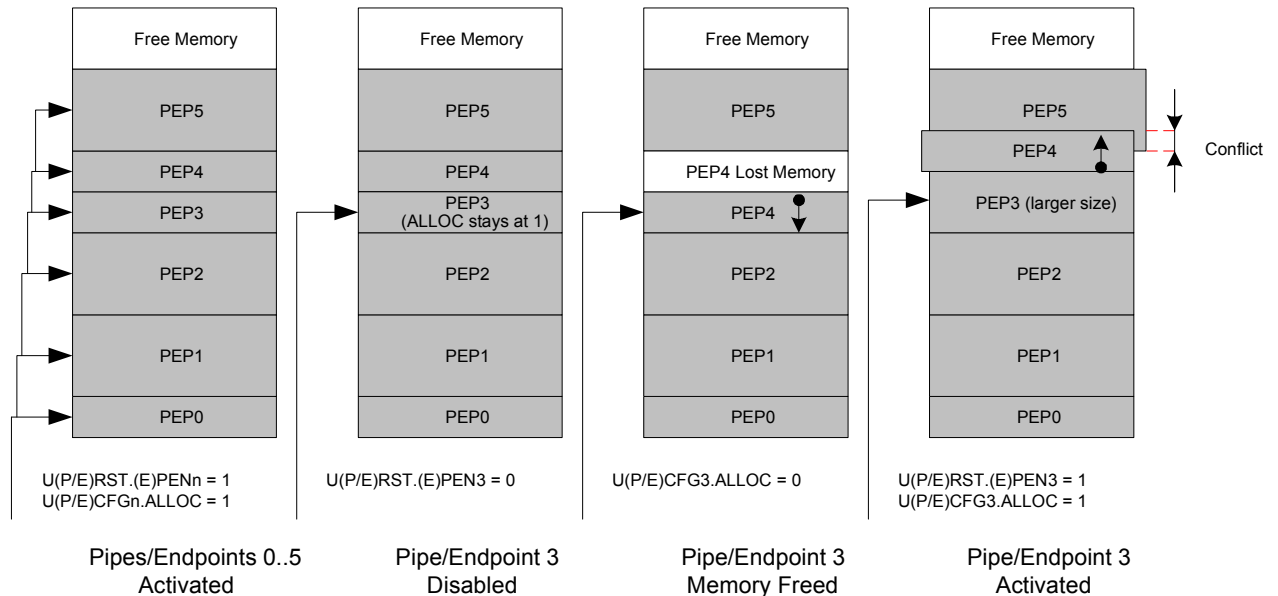 Free Memory
PEP5
PEP4
PEP3
PEP2
PEP1
PEP0
U(P/E)RST.(E)PENn = 1
U(P/E)CFGn.ALLOC = 1
Pipes/Endpoints 0..5
Activated
Free Memory
PEP5
PEP4
PEP3
(ALLOC stays at 1)
PEP2
PEP1
PEP0
U(P/E)RST.(E)PEN3 = 0
Pipe/Endpoint 3
Disabled
Free Memory
PEP5
PEP4 Lost Memory
PEP4
PEP2
PEP1
PEP0
U(P/E)CFG3.ALLOC = 0
Pipe/Endpoint 3
Memory Freed
Free Memory
PEP5
PEP4
Conflict
PEP3 (larger size)
PEP2
PEP1
PEP0
U(P/E)RST.(E)PEN3 = 1
U(P/E)CFG3.ALLOC = 1
Pipe/Endpoint 3
Activated